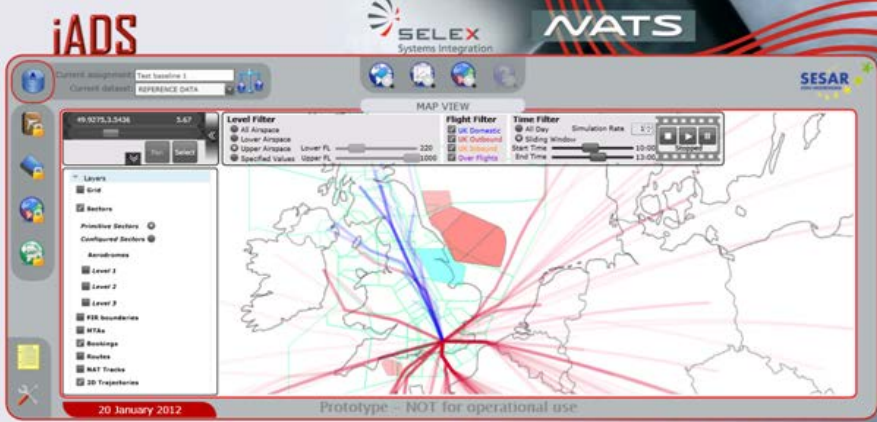 iADS
SELEX
Systems Integration
NATS
Current assignment: Test baseline 1
Current dataset: REFERENCE DATA
SESAR
MAP VIEW
49.9275,3.5436 5.67
Pan Select
Level Filter
All Airspace
Lower Airspace
Upper Airspace Lower FL 220
Specified Values Upper FL 1000
Flight Filter
UK Domestic
UK Outbound
UK Inbound
Over Flights
Time Filter
All Day Simulation Rate 1
Sliding Window
Start Time 10:00
End Time 13:00
Stopped
Layers
Grid
Sectors
Primitive Sectors
Configured Sectors
Aerodromes
Level 1
Level 2
Level 3
FIR boundaries
MTAs
Bookings
Routes
NAT Tracks
2D Trajectories
20 January 2012
Prototype - NOT for operational use